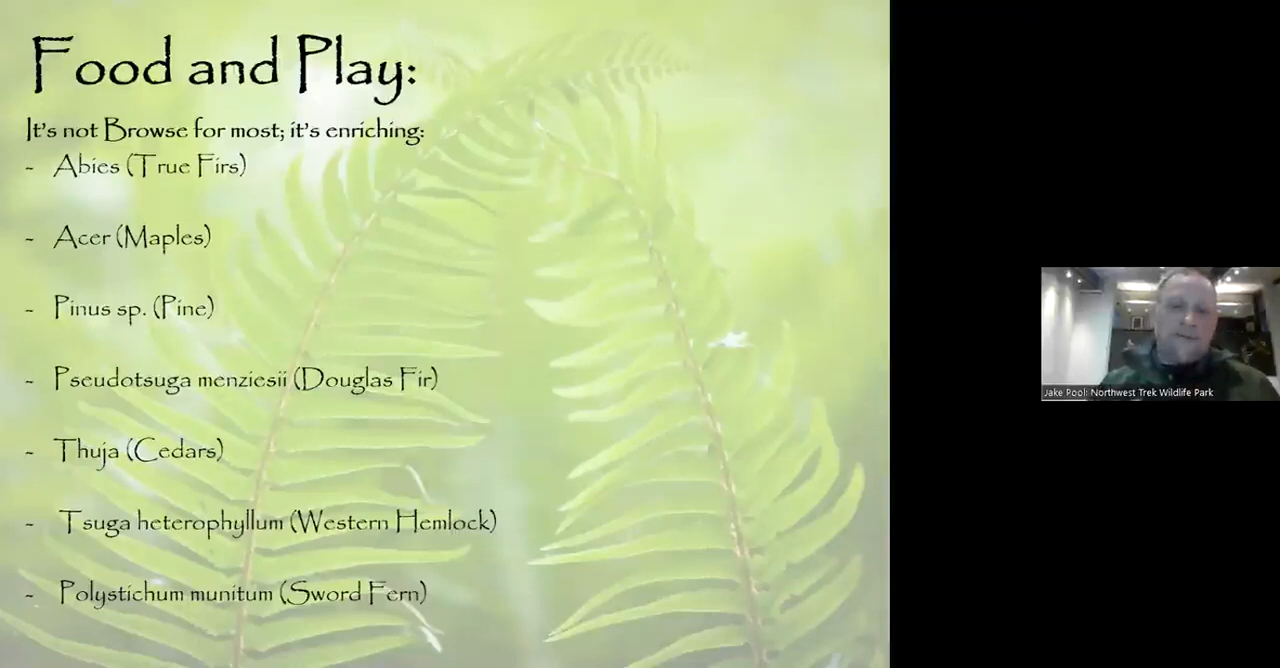 Food and Play:
It's not Browse for most; it's enriching:
- Abies (True Firs)
- Acer (Maples)
- Pinus sp. (Pine)
- Pseudotsuga menziesii (Douglas Fir)
- Thuja (Cedars)
- Tsuga heterophyllum (Western Hemlock)
- Polystichum munitum (Sword Fern)
Jake Pool: Northwest Trek Wildlife Park